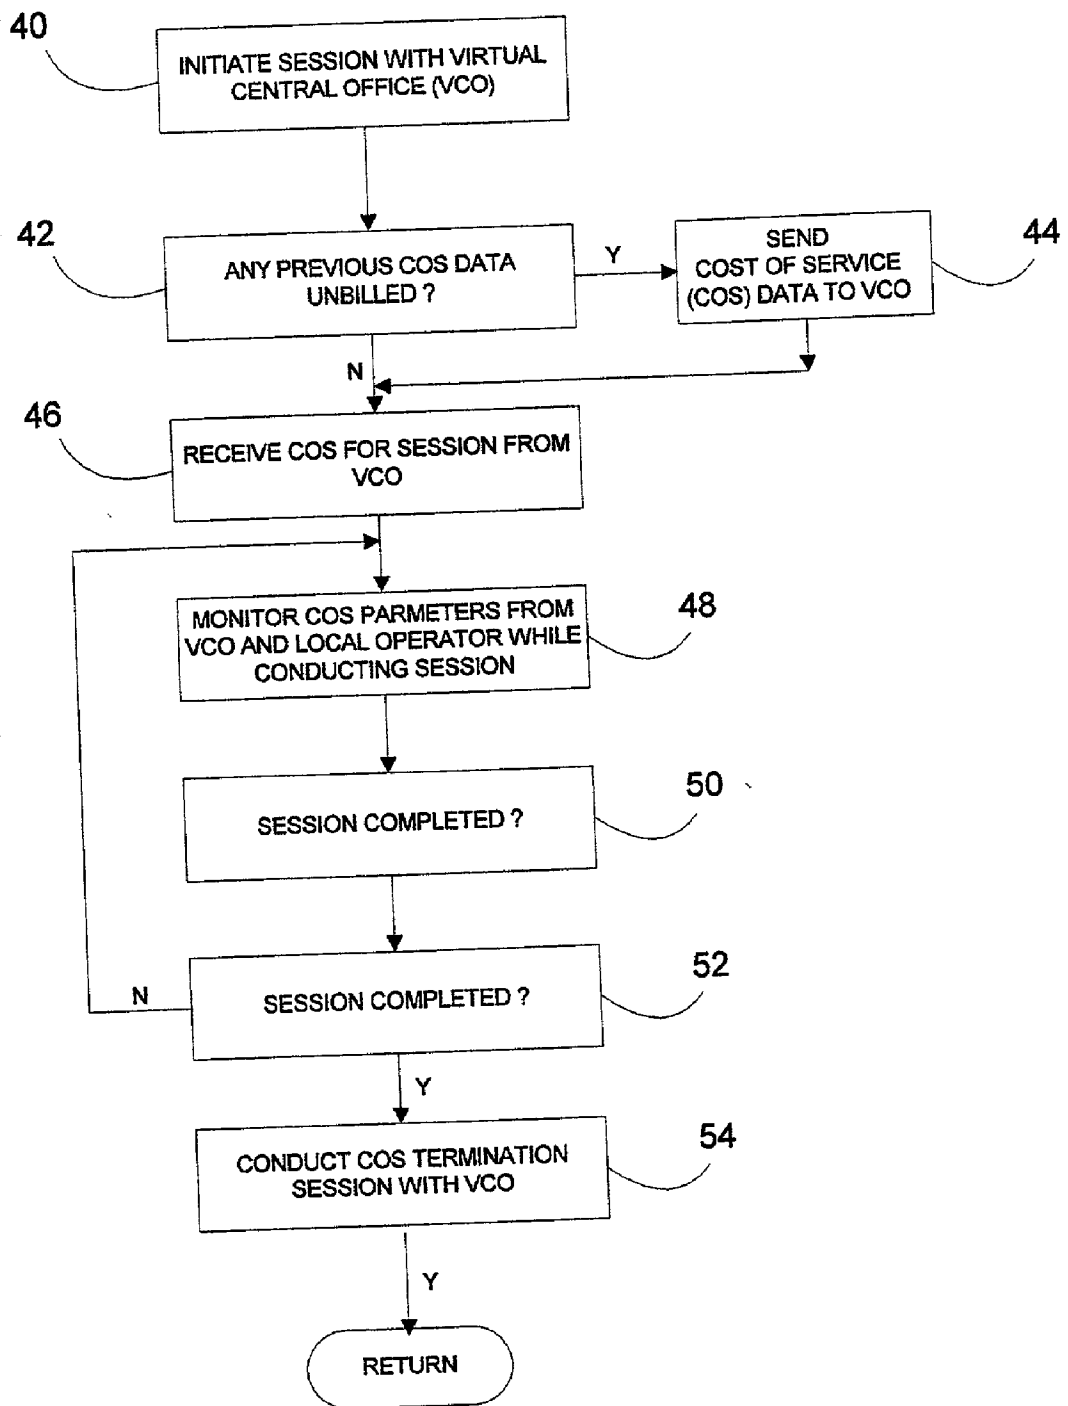 40
INITIATE SESSION WITH VIRTUAL
CENTRAL OFFICE (VCO)
42
ANY PREVIOUS COS DATA
UNBILLED ?
Y
SEND
COST OF SERVICE
(COS) DATA TO VCO
44
N
46
RECEIVE COS FOR SESSION FROM
VCO
MONITOR COS PARMETERS FROM
VCO AND LOCAL OPERATOR WHILE
CONDUCTING SESSION
48
SESSION COMPLETED ?
50
N
SESSION COMPLETED ?
52
Y
CONDUCT COS TERMINATION
SESSION WITH VCO
54
Y
RETURN